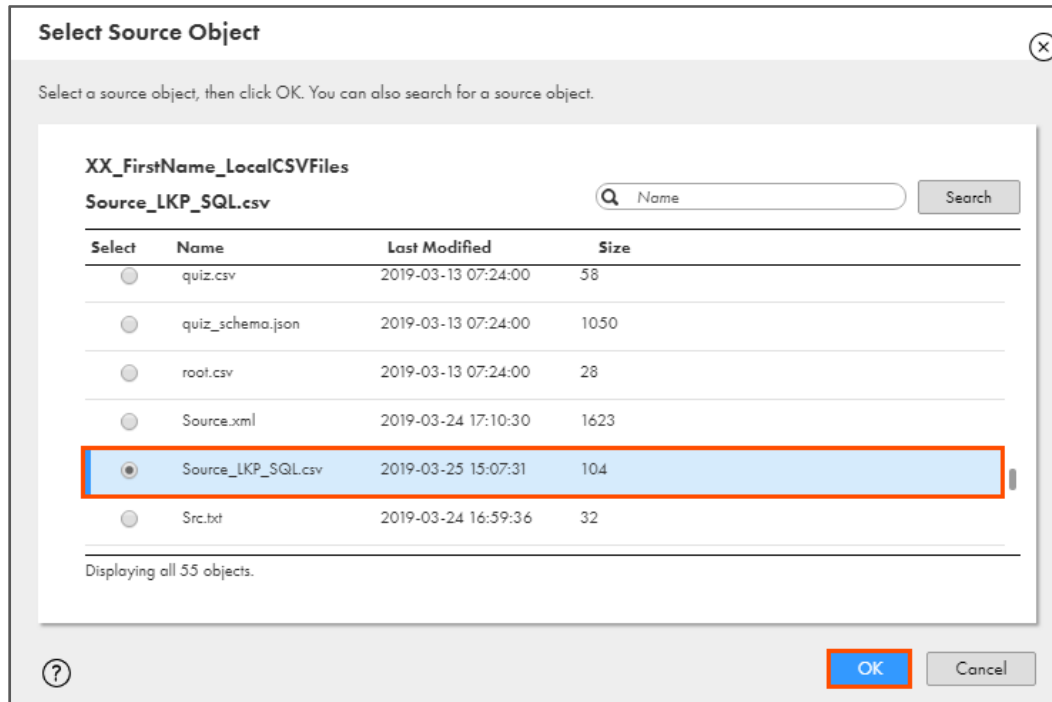 Select Source Object
Select a source object, then click OK. You can also search for a source object.
XX_FirstName_LocalCSVFiles
Source_LKP_SQL.csv
Name Search
Select Name Last Modified Size
quiz.csv 2019-03-13 07:24:00 58
quiz_schema.json 2019-03-13 07:24:00 1050
root.csv 2019-03-13 07:24:00 28
Source.xml 2019-03-24 17:10:30 1623
Source_LKP_SQL.csv 2019-03-25 15:07:31 104
Src.txt 2019-03-24 16:59:36 32
Displaying all 55 objects.
? OK Cancel